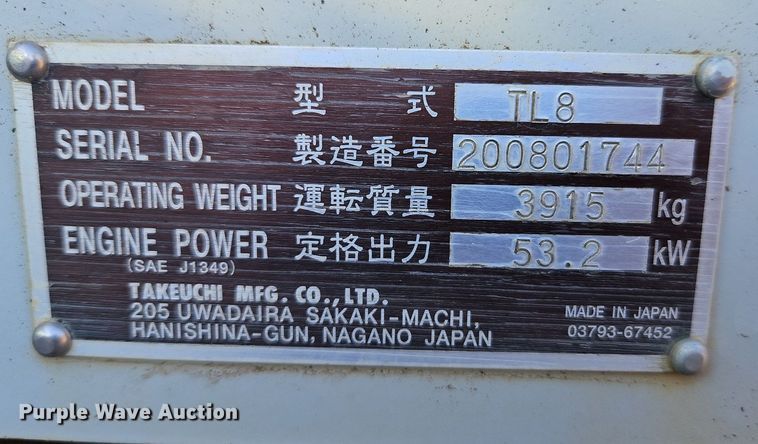 MODEL 型式 TL8
SERIAL NO. 製造番号 200801744
OPERATING WEIGHT 運転質量 3915 kg
ENGINE POWER 定格出力 53.2 kW
(SAE J1349)
TAKEUCHI MFG. CO., LTD.
205 UWADAIRA, SAKAKI-MACHI, MADE IN JAPAN
HANISHINA-GUN, NAGANO JAPAN 03793-67452
Purple Wave Auction